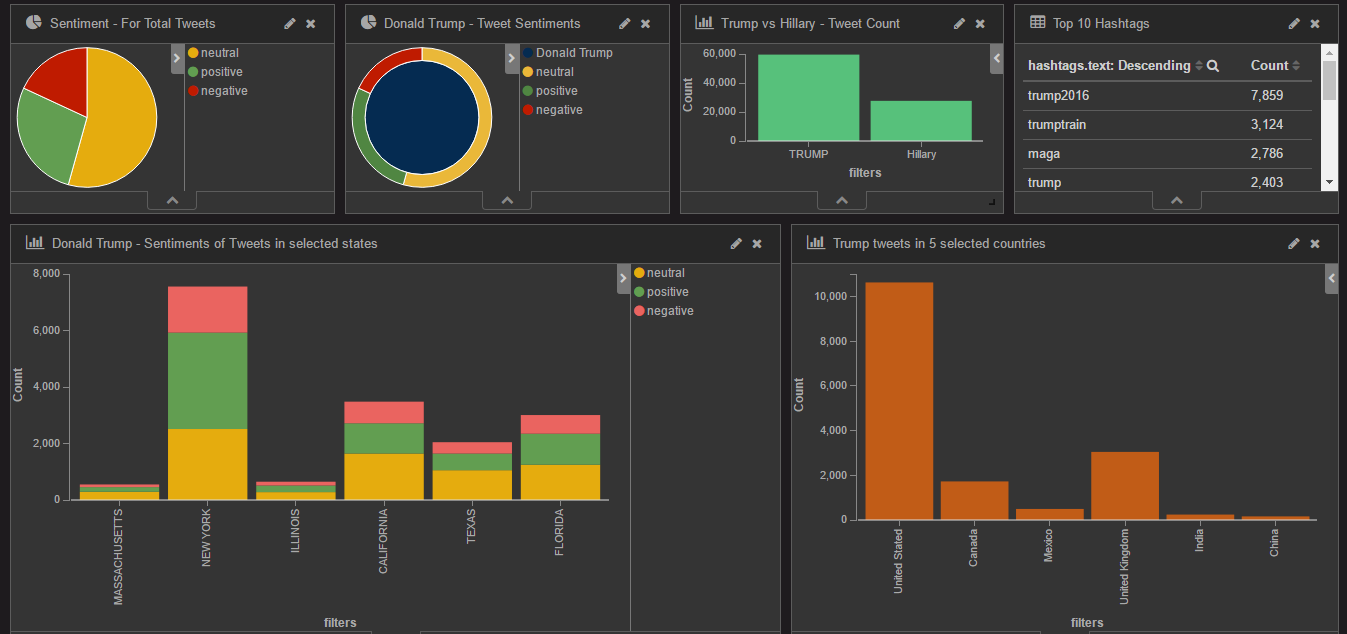 Sentiment - For Total Tweets
neutral
positive
negative
Donald Trump - Tweet Sentiments
Donald Trump
neutral
positive
negative
Trump vs Hillary - Tweet Count
60,000
40,000
20,000
0
Count
TRUMP Hillary
filters
Top 10 Hashtags
hashtags.text: Descending Count
trump2016 7,859
trumptrain 3,124
maga 2,786
trump 2,403
Donald Trump - Sentiments of Tweets in selected states
8,000
6,000
4,000
2,000
0
Count
MASSACHUSETTS
NEW YORK
ILLINOIS
CALIFORNIA
TEXAS
FLORIDA
filters
neutral
positive
negative
Trump tweets in 5 selected countries
10,000
8,000
6,000
4,000
2,000
0
Count
United Stated
Canada
Mexico
United Kingdom
India
China
filters